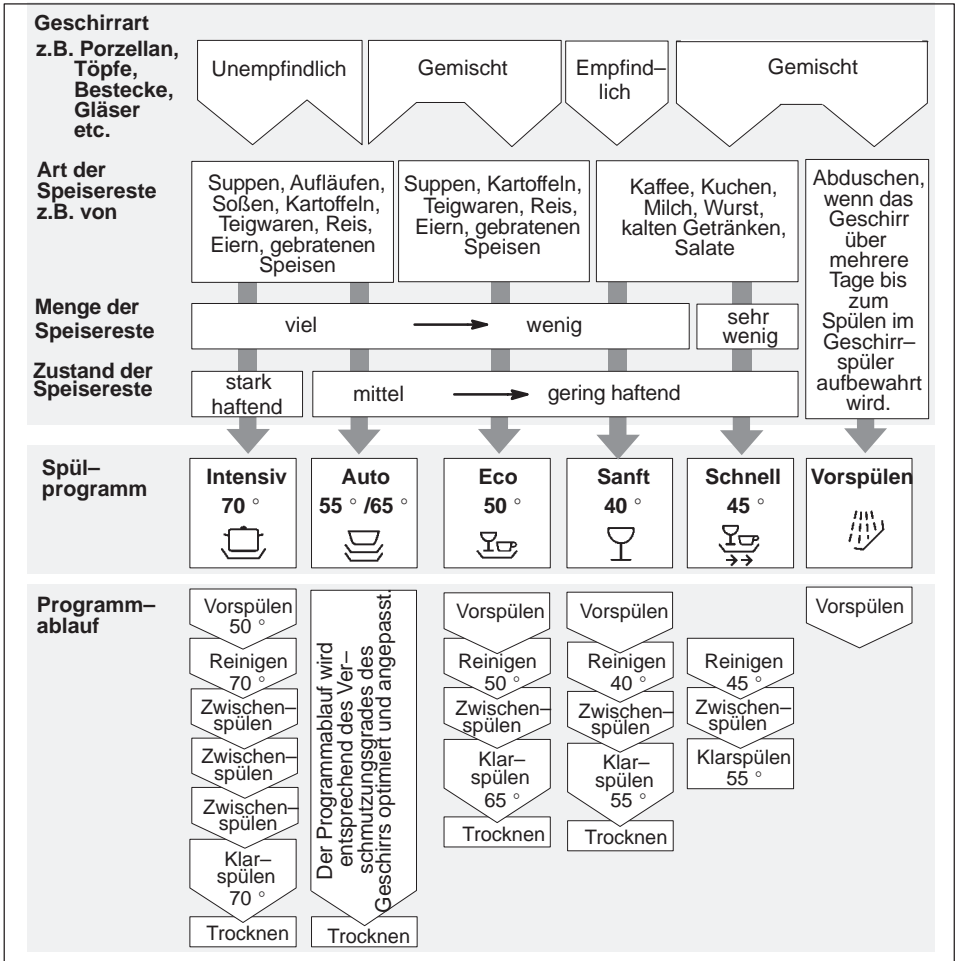 Geschirrart
z.B. Porzellan,
Töpfe,
Bestecke,
Gläser
etc.
Unempfindlich
Gemischt
Empfind–
lich
Gemischt
Art der
Speisereste
z.B. von
Suppen, Aufläufen,
Soßen, Kartoffeln,
Teigwaren, Reis,
Eiern, gebratenen
Speisen
Suppen, Kartoffeln,
Teigwaren, Reis,
Eiern, gebratenen
Speisen
Kaffee, Kuchen,
Milch, Wurst,
kalten Getränken,
Salate
Abduschen,
wenn das
Geschirr
über
mehrere
Tage bis
zum
Spülen im
Geschirr–
spüler
aufbewahrt
wird.
Menge der
Speisereste
viel
wenig
sehr
wenig
Zustand der
Speisereste
stark
haftend
mittel
gering haftend
Spül–
programm
Intensiv
70 °
Auto
55 ° /65 °
Eco
50 °
Sanft
40 °
Schnell
45 °
Vorspülen
Programm–
ablauf
Vorspülen
50 °
Reinigen
70 °
Zwischen–
spülen
Zwischen–
spülen
Zwischen–
spülen
Klar–
spülen
70 °
Trocknen
Der Programmablauf wird
entsprechend des Ver–
schmutzungsgrades des
Geschirrs optimiert und angepasst.
Trocknen
Vorspülen
Reinigen
50 °
Zwischen–
spülen
Klar–
spülen
65 °
Trocknen
Vorspülen
Reinigen
40 °
Zwischen–
spülen
Klar–
spülen
55 °
Trocknen
Reinigen
45 °
Zwischen–
spülen
Klarspülen
55 °
Vorspülen